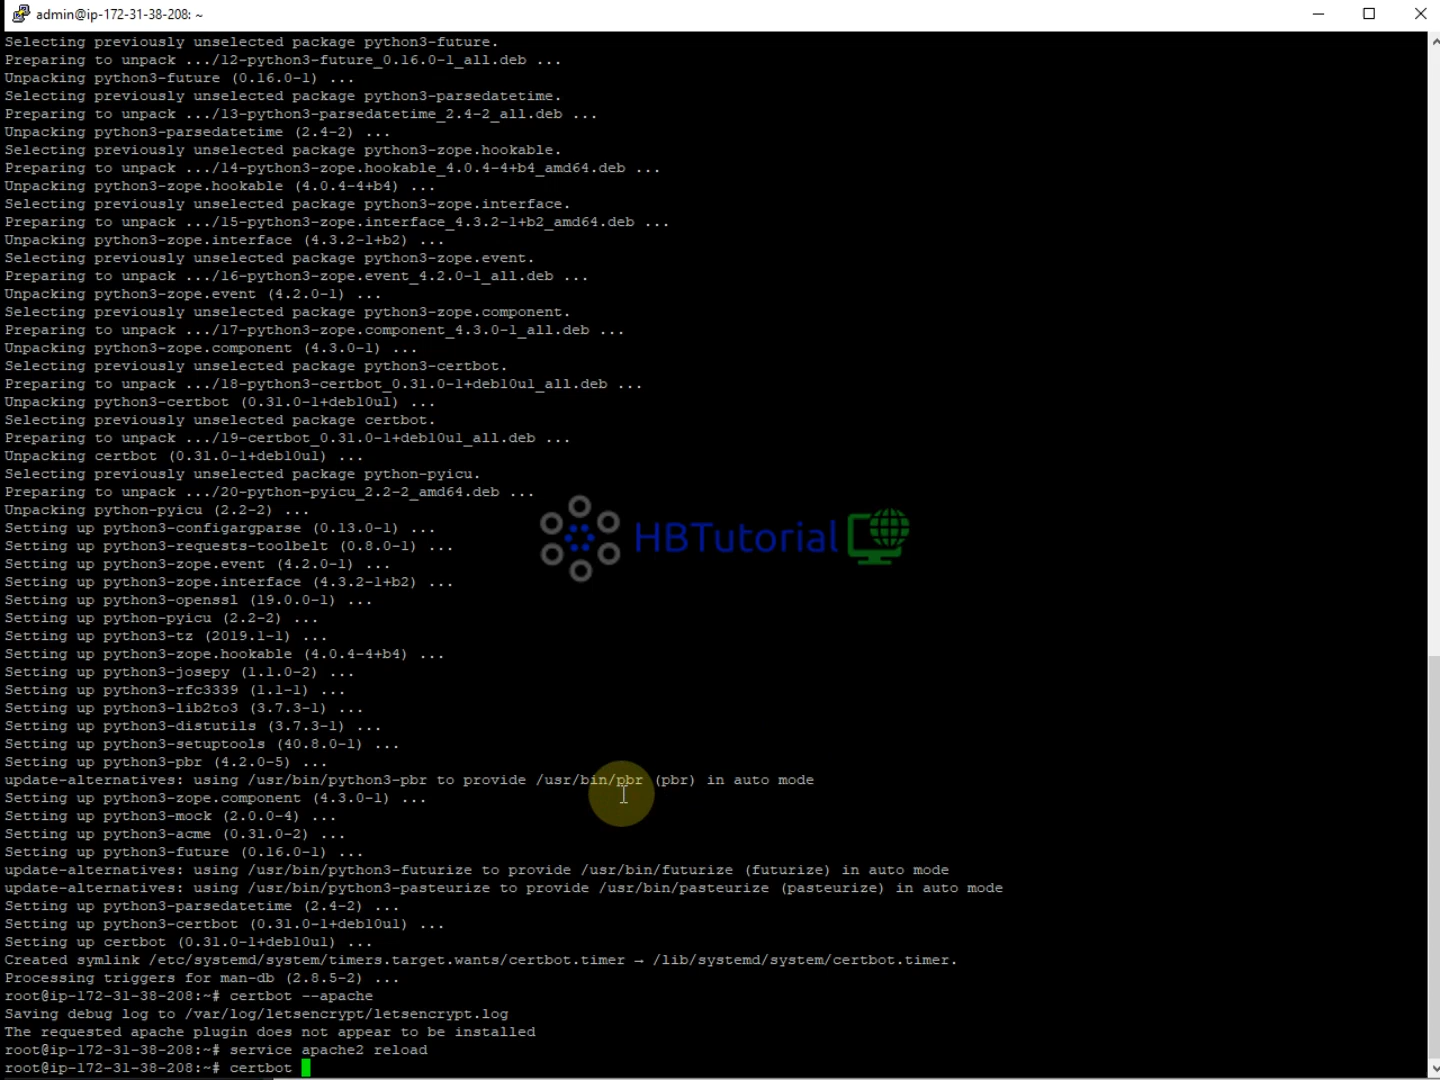 admin@ip-172-31-38-208: ~
Selecting previously unselected package python3-future.
Preparing to unpack .../12-python3-future_0.16.0-1_all.deb ...
Unpacking python3-future (0.16.0-1) ...
Selecting previously unselected package python3-parsedatetime.
Preparing to unpack .../13-python3-parsedatetime_2.4-2_all.deb ...
Unpacking python3-parsedatetime (2.4-2) ...
Selecting previously unselected package python3-zope.hookable.
Preparing to unpack .../14-python3-zope.hookable_4.0.4-4+b4_amd64.deb ...
Unpacking python3-zope.hookable (4.0.4-4+b4) ...
Selecting previously unselected package python3-zope.interface.
Preparing to unpack .../15-python3-zope.interface_4.3.2-1+b2_amd64.deb ...
Unpacking python3-zope.interface (4.3.2-1+b2) ...
Selecting previously unselected package python3-zope.event.
Preparing to unpack .../16-python3-zope.event_4.2.0-1_all.deb ...
Unpacking python3-zope.event (4.2.0-1) ...
Selecting previously unselected package python3-zope.component.
Preparing to unpack .../17-python3-zope.component_4.3.0-1_all.deb ...
Unpacking python3-zope.component (4.3.0-1) ...
Selecting previously unselected package python3-certbot.
Preparing to unpack .../18-python3-certbot_0.31.0-1+deb10u1_all.deb ...
Unpacking python3-certbot (0.31.0-1+deb10u1) ...
Selecting previously unselected package certbot.
Preparing to unpack .../19-certbot_0.31.0-1+deb10u1_all.deb ...
Unpacking certbot (0.31.0-1+deb10u1) ...
Selecting previously unselected package python-pyicu.
Preparing to unpack .../20-python-pyicu_2.2-2_amd64.deb ...
Unpacking python-pyicu (2.2-2) ...
Setting up python3-configargparse (0.13.0-1) ...
HBTutorial
Setting up python3-requests-toolbelt (0.8.0-1) ...
Setting up python3-zope.event (4.2.0-1) ...
Setting up python3-zope.interface (4.3.2-1+b2) ...
Setting up python3-openssl (19.0.0-1) ...
Setting up python-pyicu (2.2-2) ...
Setting up python3-tz (2019.1-1) ...
Setting up python3-zope.hookable (4.0.4-4+b4) ...
Setting up python3-josepy (1.1.0-2) ...
Setting up python3-rfc3339 (1.1-1) ...
Setting up python3-lib2to3 (3.7.3-1) ...
Setting up python3-distutils (3.7.3-1) ...
Setting up python3-setuptools (40.8.0-1) ...
Setting up python3-pbr (4.2.0-5) ...
update-alternatives: using /usr/bin/python3-pbr to provide /usr/bin/pbr (pbr) in auto mode
Setting up python3-zope.component (4.3.0-1) ...
Setting up python3-mock (2.0.0-4) ...
Setting up python3-acme (0.31.0-2) ...
Setting up python3-future (0.16.0-1) ...
update-alternatives: using /usr/bin/python3-futurize to provide /usr/bin/futurize (futurize) in auto mode
update-alternatives: using /usr/bin/python3-pasteurize to provide /usr/bin/pasteurize (pasteurize) in auto mode
Setting up python3-parsedatetime (2.4-2) ...
Setting up python3-certbot (0.31.0-1+deb10u1) ...
Setting up certbot (0.31.0-1+deb10u1) ...
Created symlink /etc/systemd/system/timers.target.wants/certbot.timer → /lib/systemd/system/certbot.timer.
Processing triggers for man-db (2.8.5-2) ...
root@ip-172-31-38-208:~# certbot --apache
Saving debug log to /var/log/letsencrypt/letsencrypt.log
The requested apache plugin does not appear to be installed
root@ip-172-31-38-208:~# service apache2 reload
root@ip-172-31-38-208:~# certbot